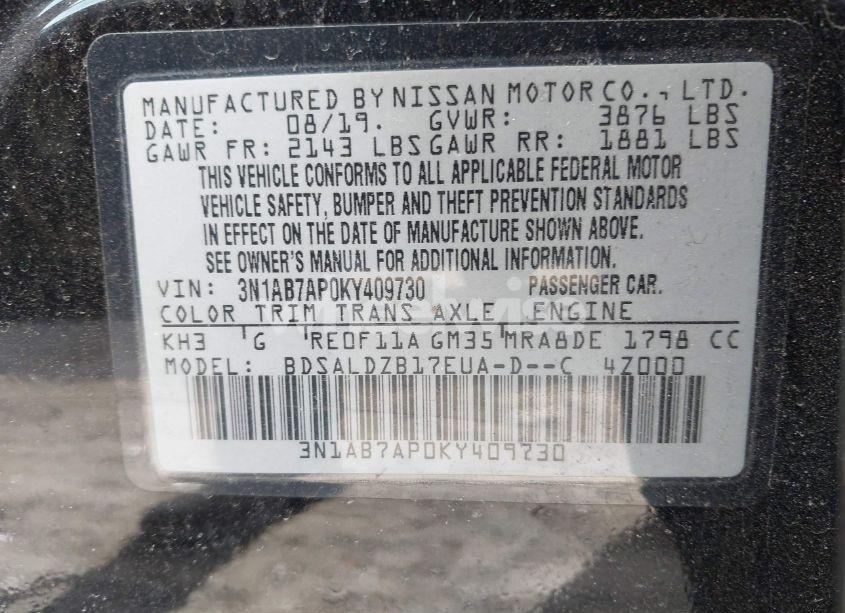 MANUFACTURED BY NISSAN MOTOR CO., LTD.
DATE: 08/19. GVWR: 3876 LBS
GAWR FR: 2143 LBS GAWR RR: 1881 LBS
THIS VEHICLE CONFORMS TO ALL APPLICABLE FEDERAL MOTOR
VEHICLE SAFETY, BUMPER AND THEFT PREVENTION STANDARDS
IN EFFECT ON THE DATE OF MANUFACTURE SHOWN ABOVE.
SEE OWNER'S MANUAL FOR ADDITIONAL INFORMATION.
VIN: 3N1AB7AP0KY409730 PASSENGER CAR.
COLOR TRIM TRANS AXLE ENGINE
KH3 G RE0F11A GM35 MRA8DE 1798 CC
MODEL: BDSALDZB17EUA-D--C 4Z000
3N1AB7AP0KY409730